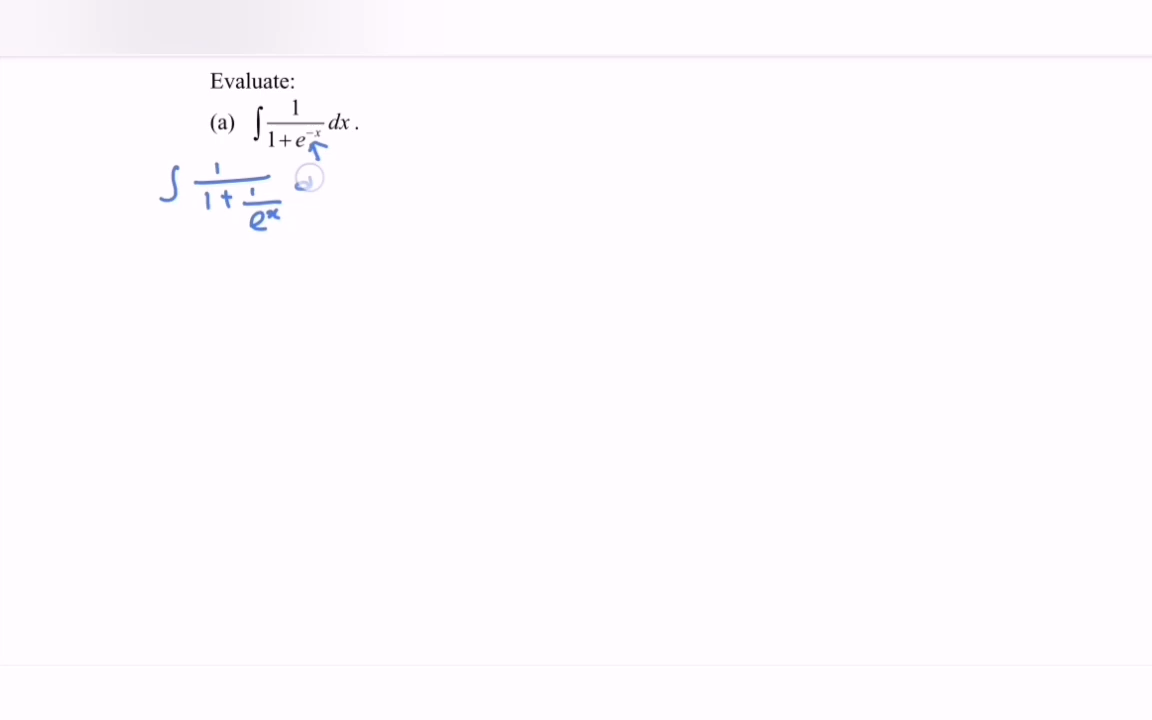 Evaluate:
(a) ∫ 1/(1+e^{-x}) dx .
∫ 1/(1 + 1/e^x) d